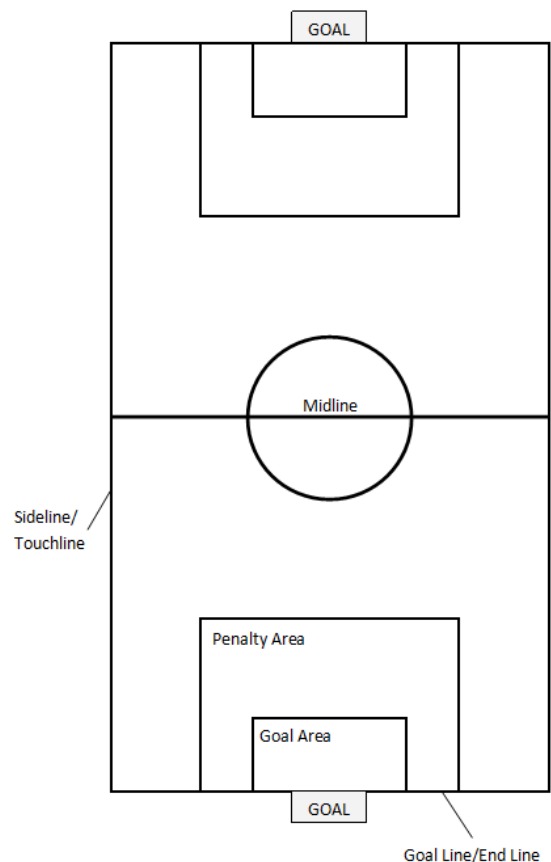 GOAL
Midline
Sideline/
Touchline
Penalty Area
Goal Area
GOAL
Goal Line/End Line